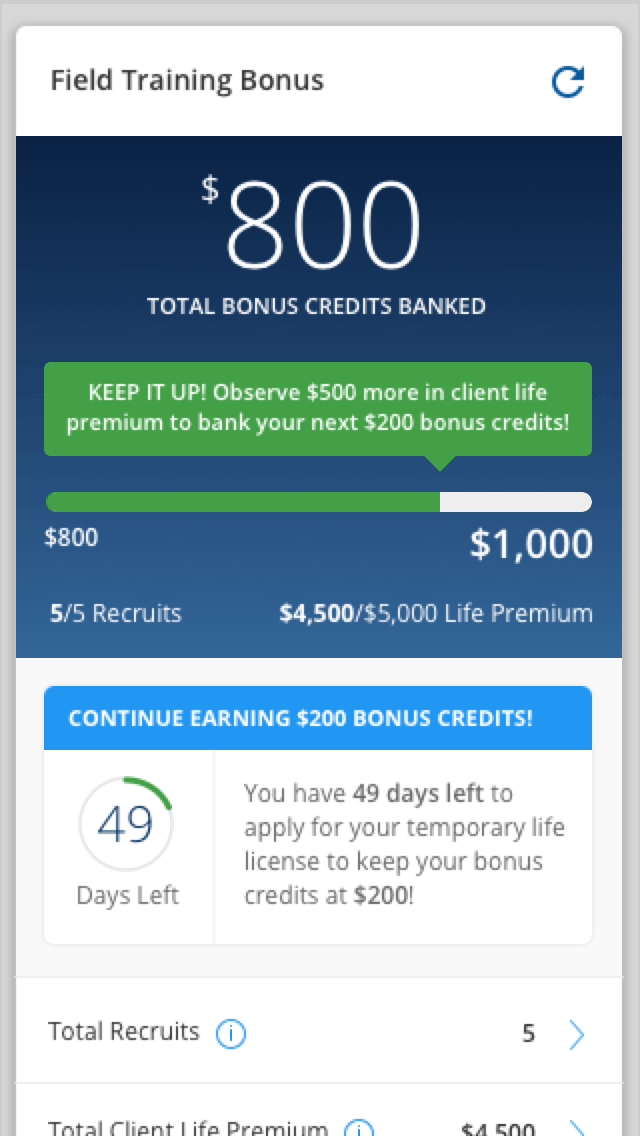 Field Training Bonus
$800
TOTAL BONUS CREDITS BANKED
KEEP IT UP! Observe $500 more in client life
premium to bank your next $200 bonus credits!
$800
$1,000
5/5 Recruits
$4,500/$5,000 Life Premium
CONTINUE EARNING $200 BONUS CREDITS!
49
Days Left
You have 49 days left to
apply for your temporary life
license to keep your bonus
credits at $200!
Total Recruits
5
Total Client Life Premium
$4,500